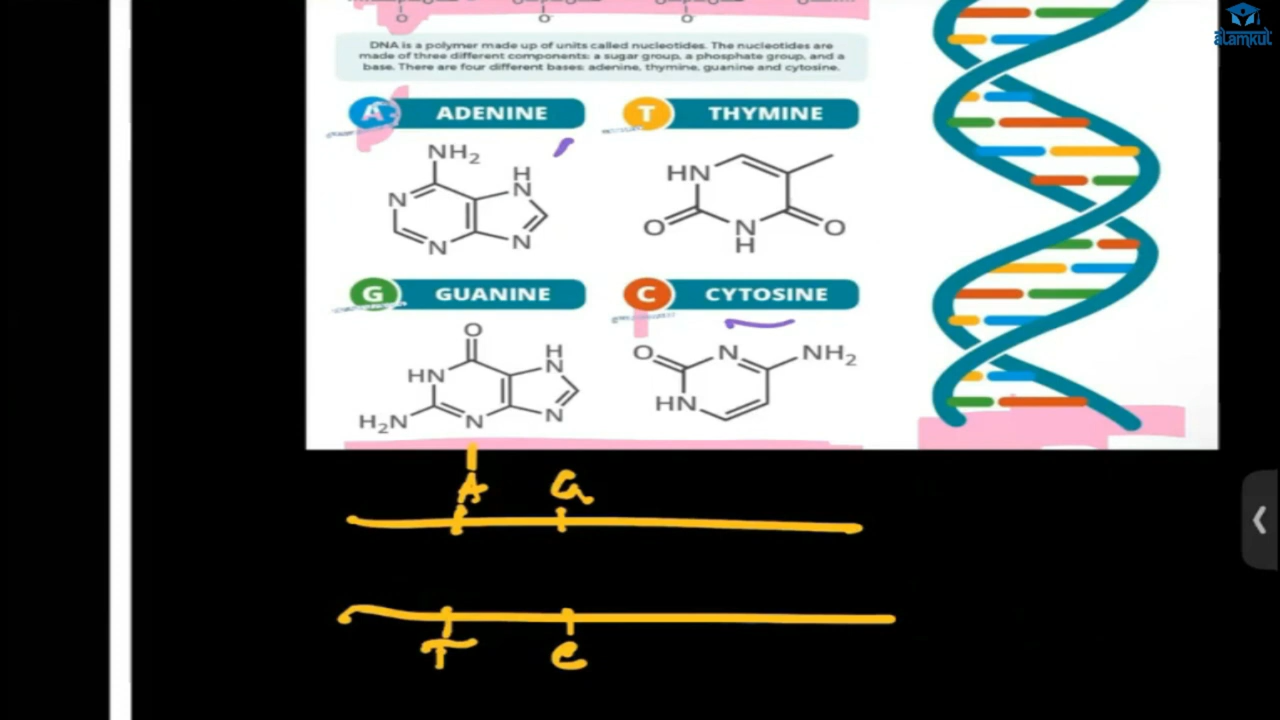 alamkul
DNA is a polymer made up of units called nucleotides. The nucleotides are
made of three different components: a sugar group, a phosphate group, and a
base. There are four different bases: adenine, thymine, guanine and cytosine.
A ADENINE T THYMINE
NH2 N N N H N
HN O N H O
G GUANINE C CYTOSINE
O HN H2N N H N N
O N NH2 HN
A G
T C